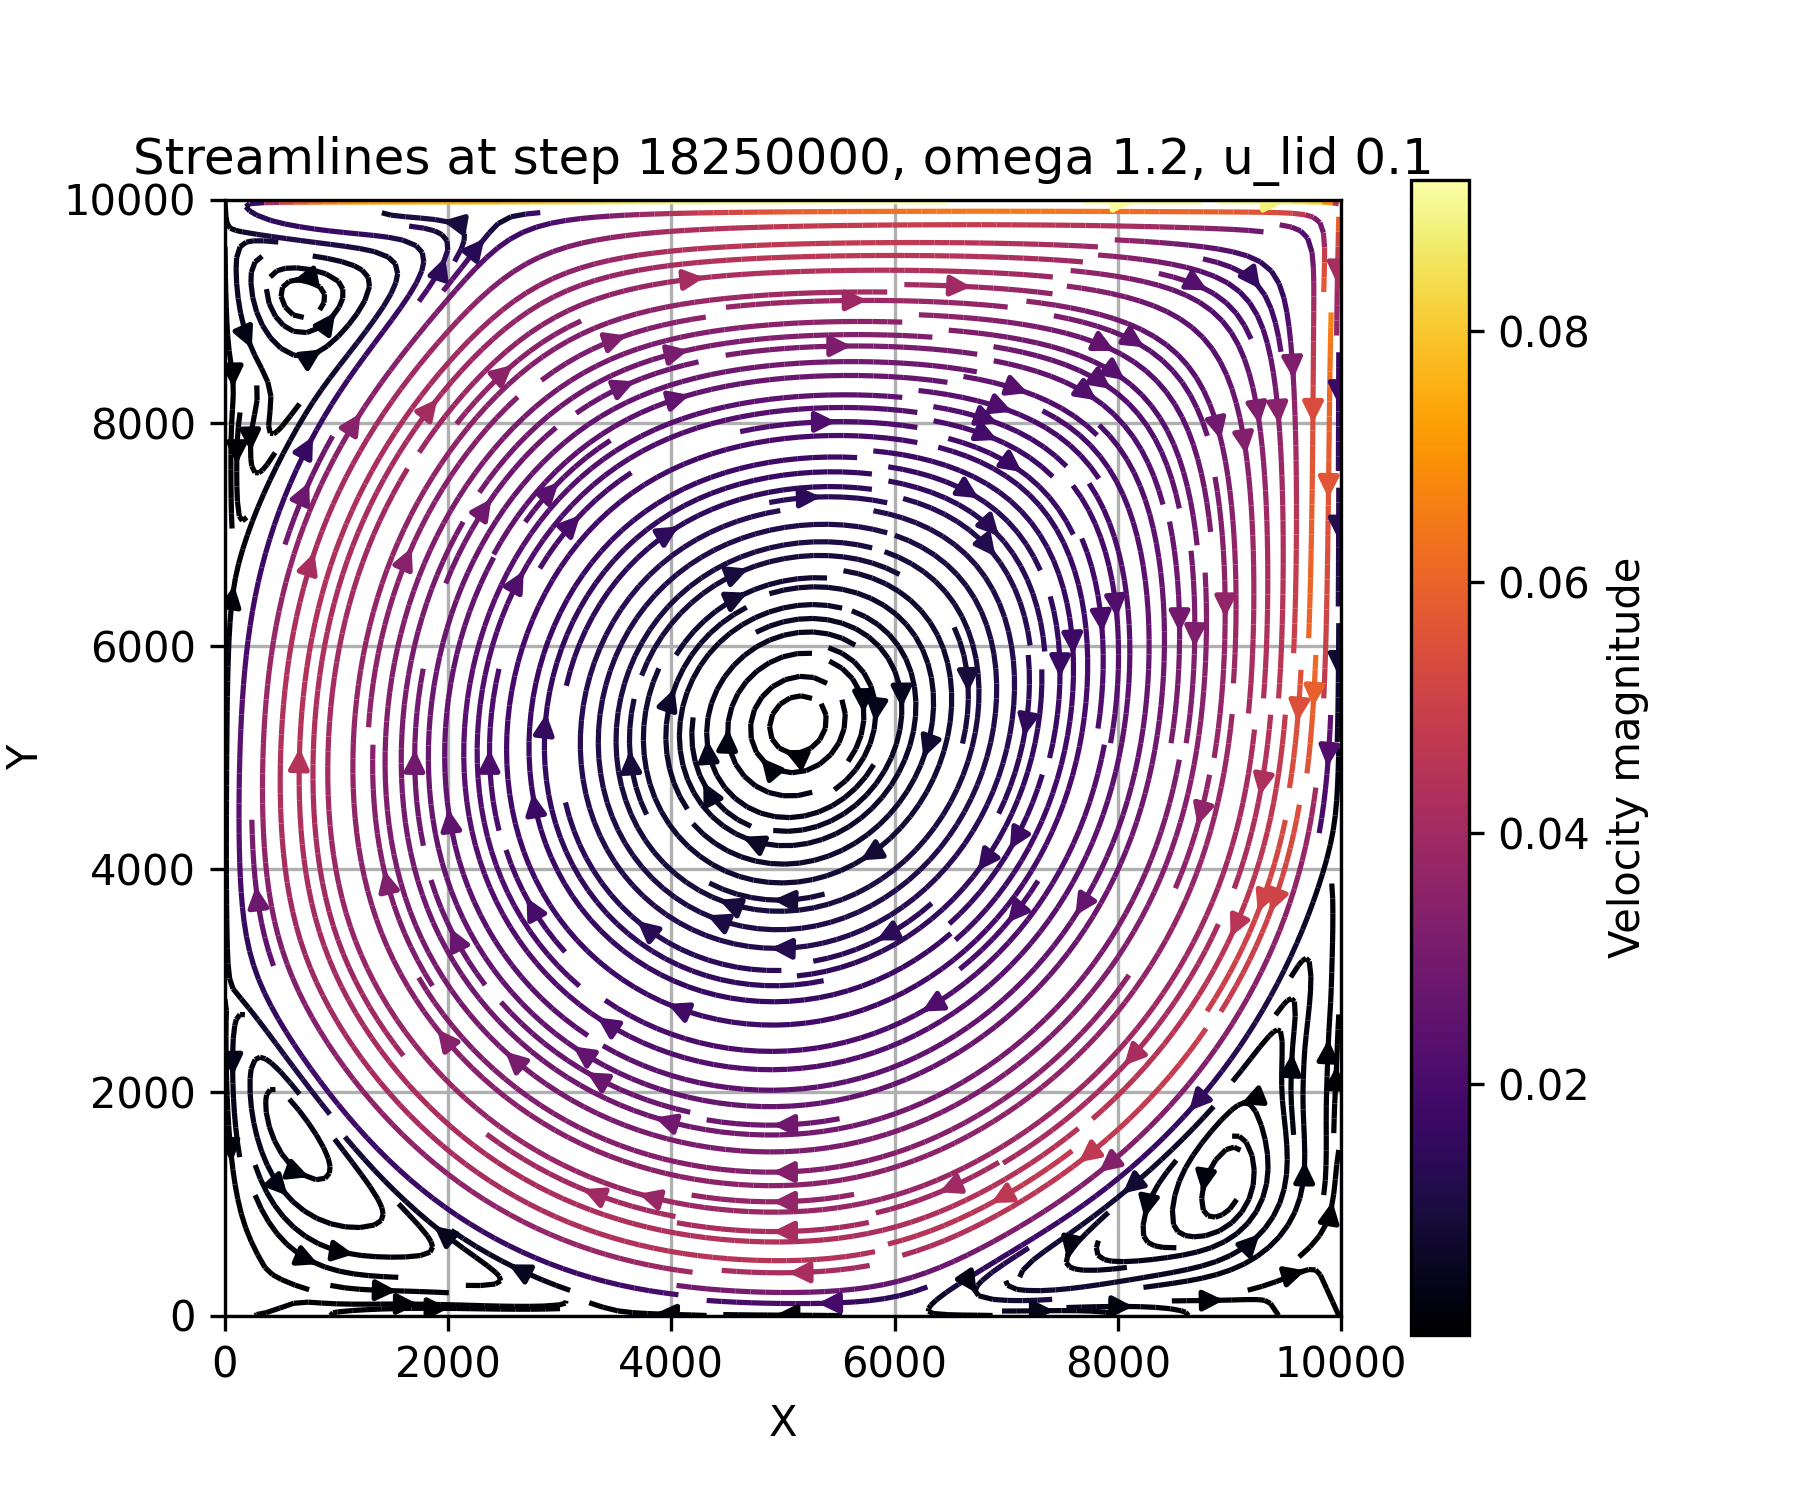 Streamlines at step 18250000, omega 1.2, u_lid 0.1
10000
8000
6000
4000
2000
0
Y
0 2000 4000 6000 8000 10000
X
0.08
0.06
0.04
0.02
Velocity magnitude